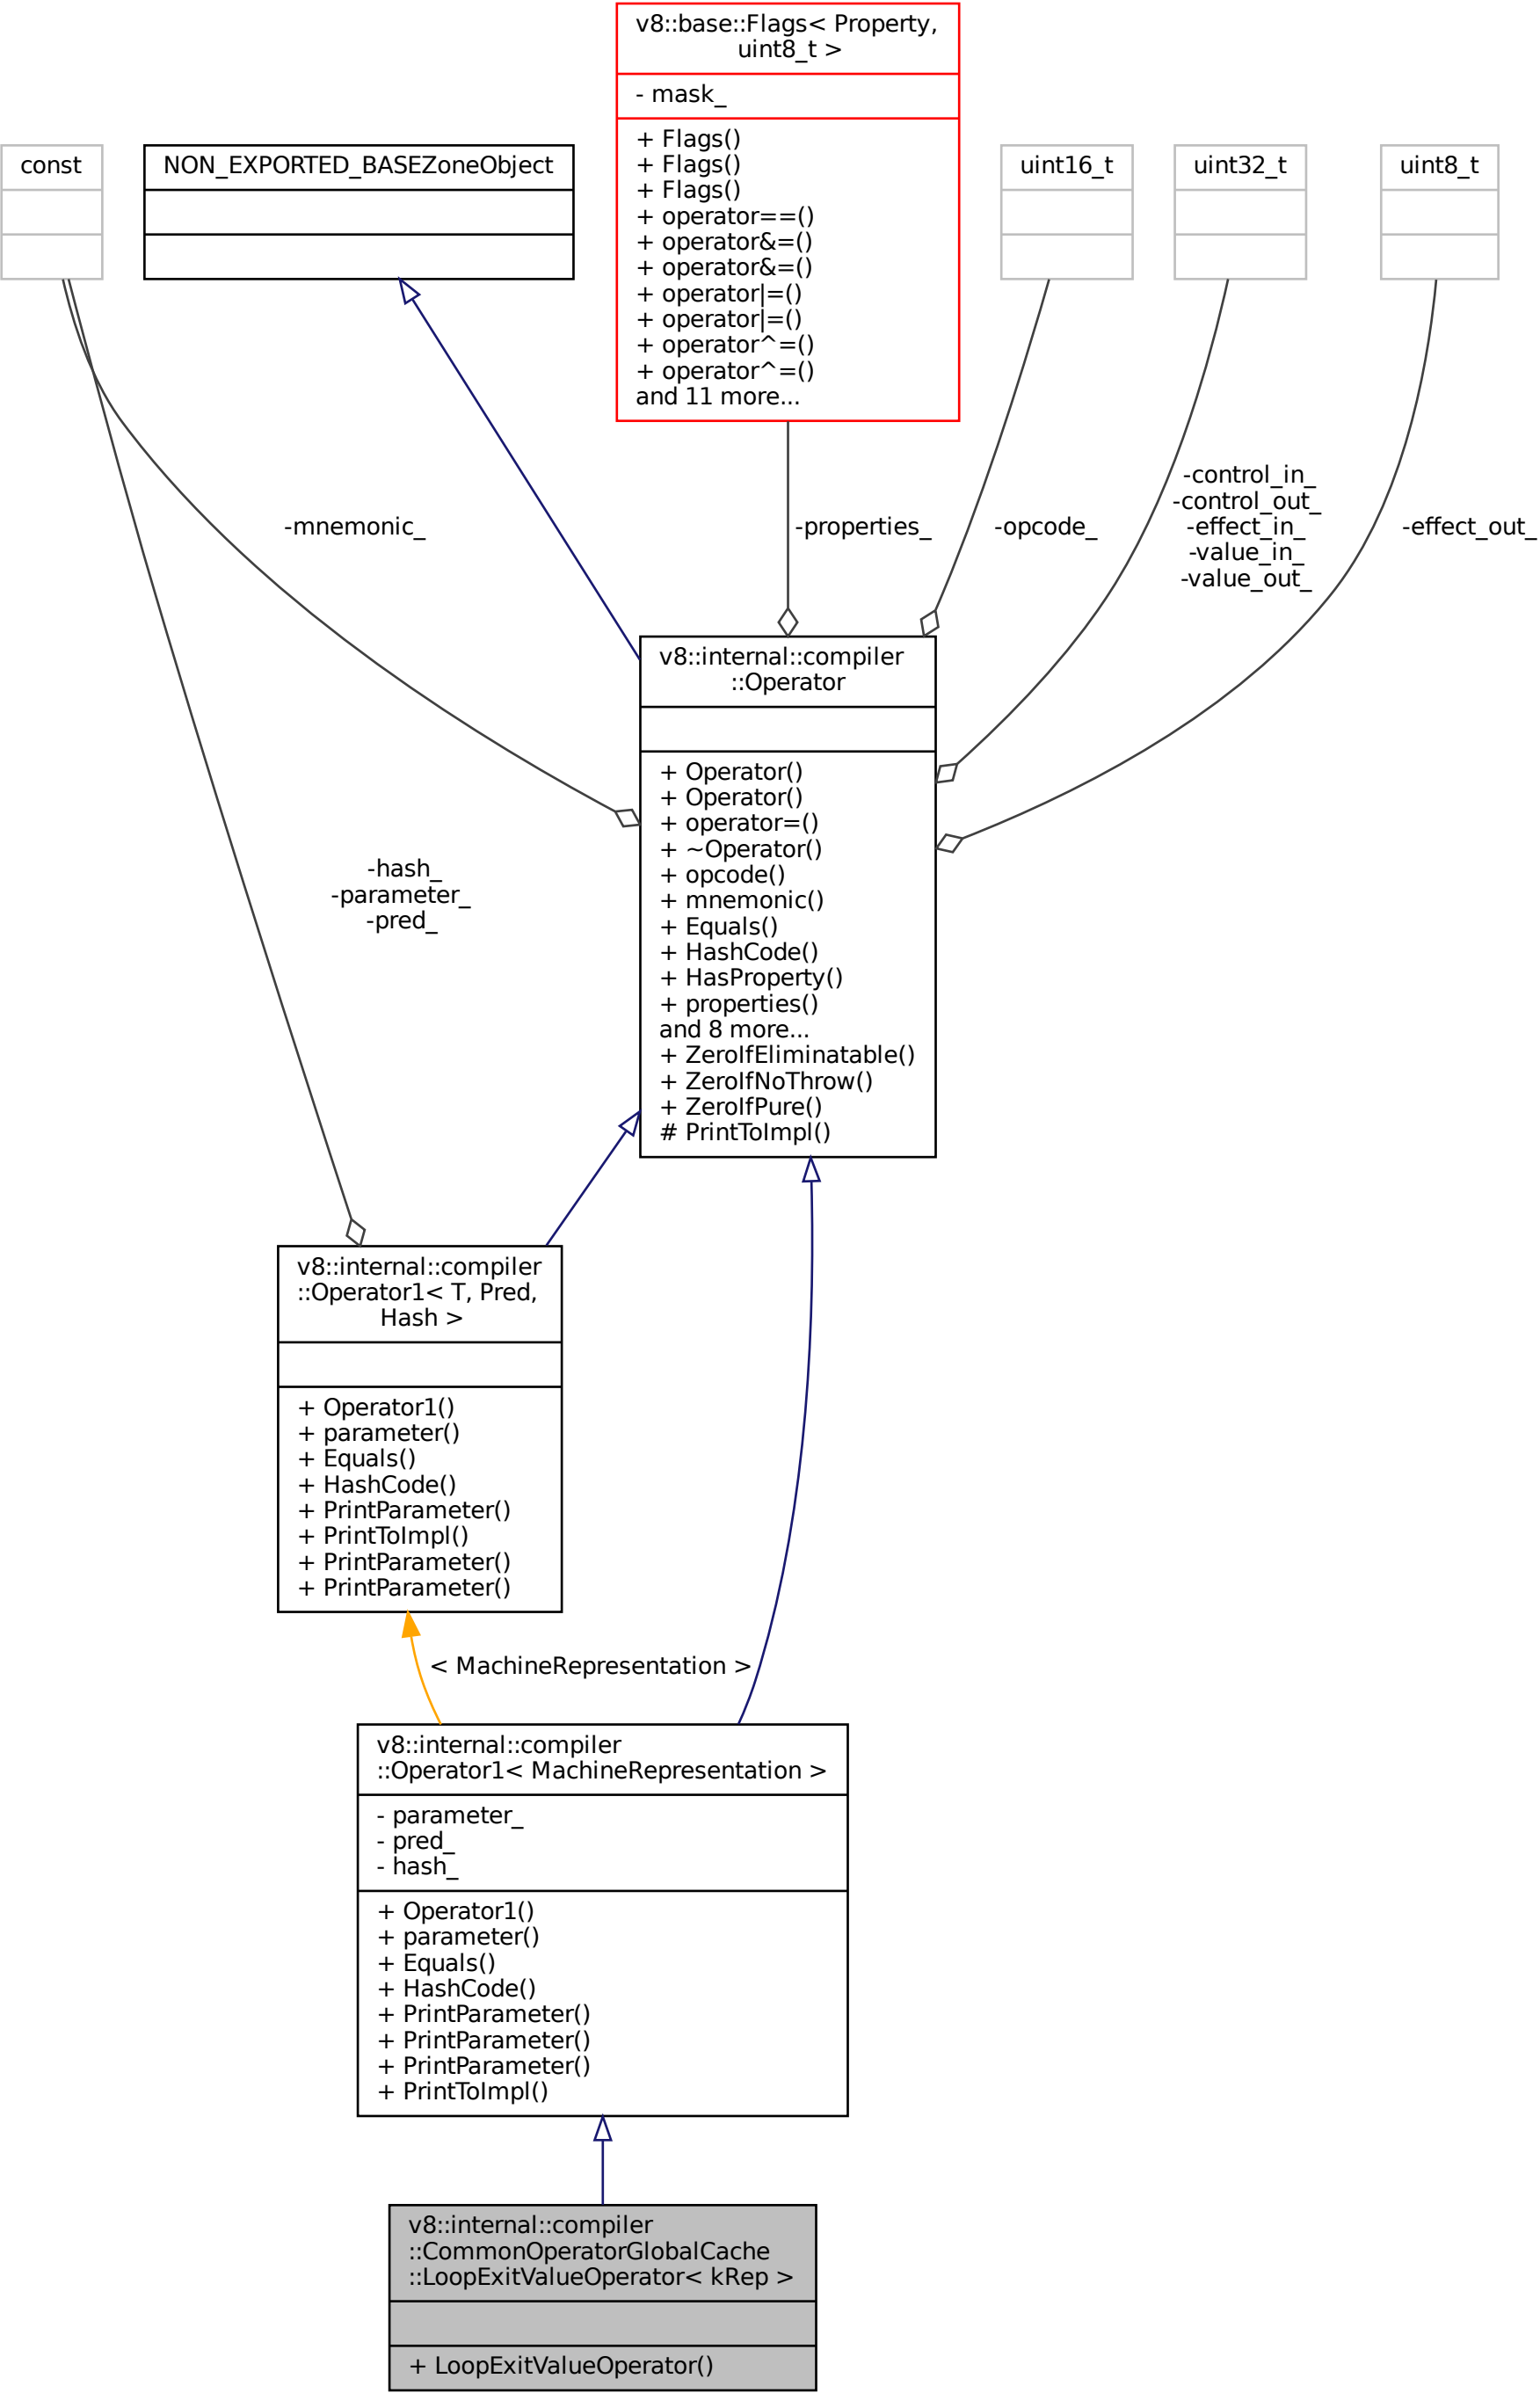 v8::base::Flags< Property,
uint8_t >
- mask_
+ Flags()
+ Flags()
+ Flags()
+ operator==()
+ operator&=()
+ operator&=()
+ operator|=()
+ operator|=()
+ operator^=()
+ operator^=()
and 11 more...
const
NON_EXPORTED_BASEZoneObject
uint16_t
uint32_t
uint8_t
-mnemonic_
-properties_
-opcode_
-control_in_
-control_out_
-effect_in_
-value_in_
-value_out_
-effect_out_
v8::internal::compiler
::Operator
+ Operator()
+ Operator()
+ operator=()
+ ~Operator()
+ opcode()
+ mnemonic()
+ Equals()
+ HashCode()
+ HasProperty()
+ properties()
and 8 more...
+ ZeroIfEliminatable()
+ ZeroIfNoThrow()
+ ZeroIfPure()
# PrintToImpl()
-hash_
-parameter_
-pred_
v8::internal::compiler
::Operator1< T, Pred,
Hash >
+ Operator1()
+ parameter()
+ Equals()
+ HashCode()
+ PrintParameter()
+ PrintToImpl()
+ PrintParameter()
+ PrintParameter()
< MachineRepresentation >
v8::internal::compiler
::Operator1< MachineRepresentation >
- parameter_
- pred_
- hash_
+ Operator1()
+ parameter()
+ Equals()
+ HashCode()
+ PrintParameter()
+ PrintParameter()
+ PrintParameter()
+ PrintToImpl()
v8::internal::compiler
::CommonOperatorGlobalCache
::LoopExitValueOperator< kRep >
+ LoopExitValueOperator()